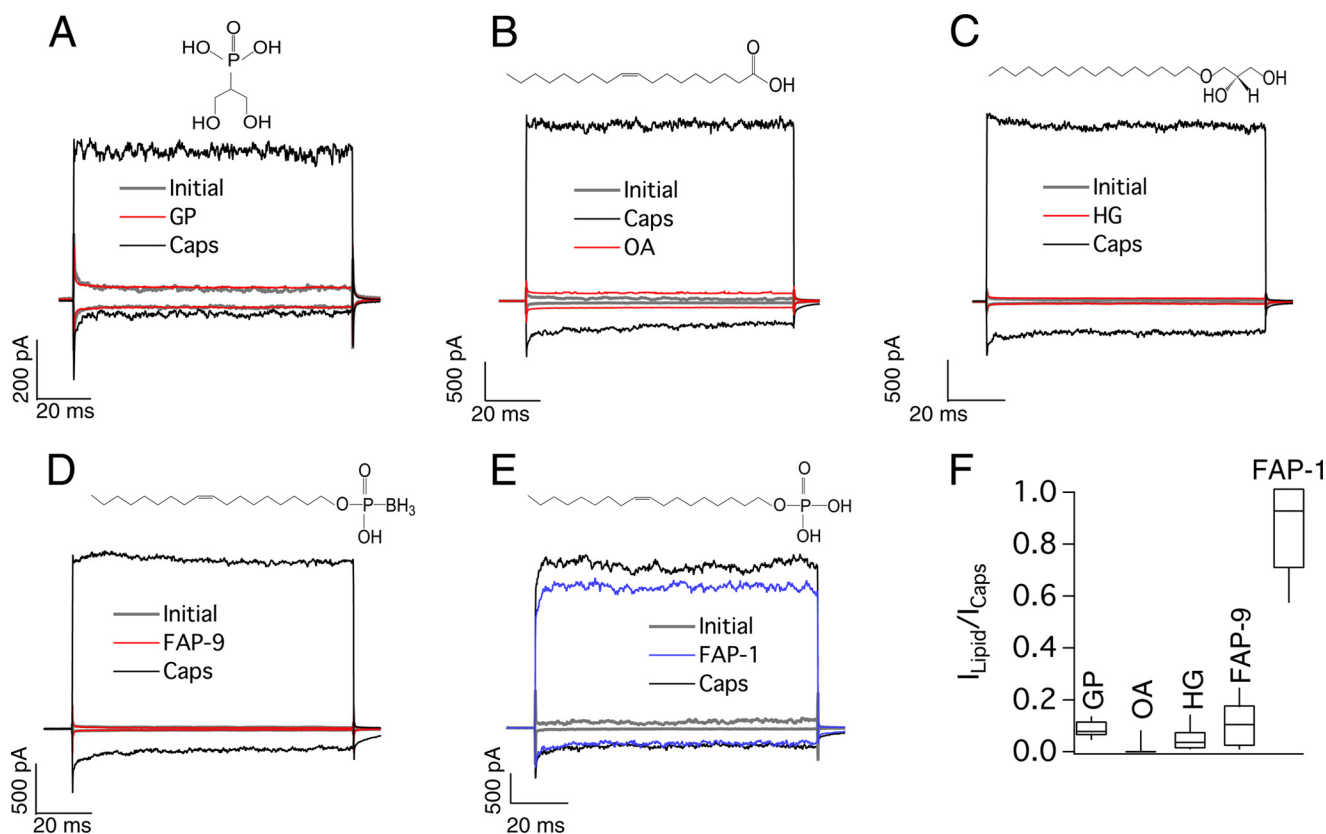 A
O
HO
OH
P
HO
OH
Initial
GP
Caps
200 pA
20 ms
B
O
OH
Initial
Caps
OA
500 pA
20 ms
C
O
OH
HO
H
Initial
HG
Caps
500 pA
20 ms
D
O
O
P
BH3
OH
Initial
FAP-9
Caps
500 pA
20 ms
E
O
O
P
OH
OH
Initial
FAP-1
Caps
500 pA
20 ms
F
FAP-1
1.0
0.8
0.6
0.4
0.2
0.0
ILipid/ICaps
GP
OA
HG
FAP-9